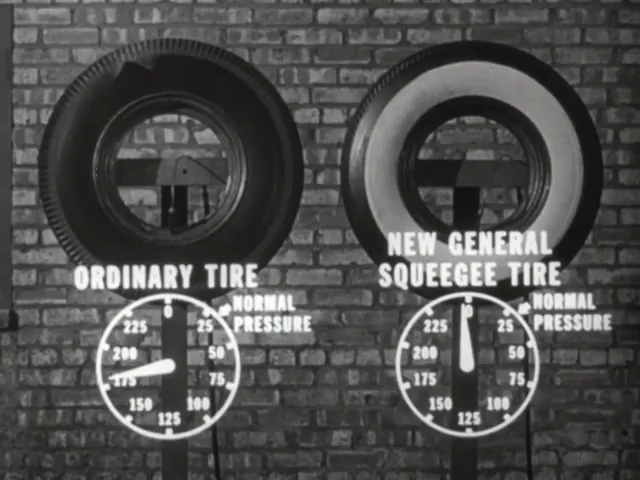 ORDINARY TIRE
NEW GENERAL
SQUEEGEE TIRE
NORMAL
PRESSURE
0
25
50
75
100
125
150
175
200
225
NORMAL
PRESSURE
0
25
50
75
100
125
150
175
200
225